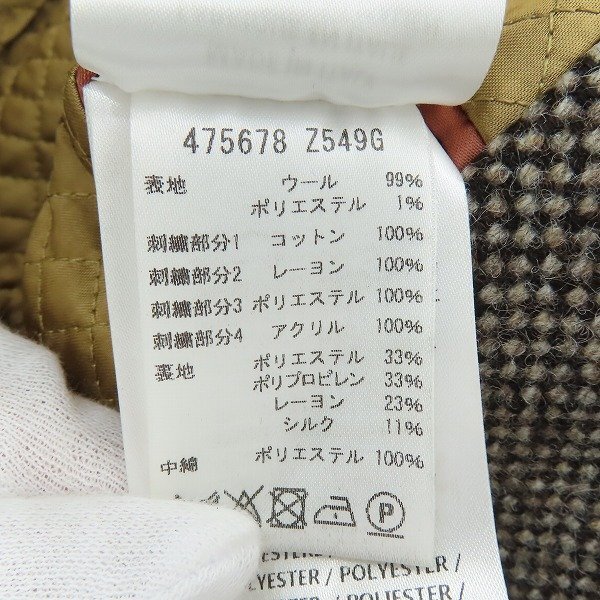 475678 Z549G
表地 ウール 99%
ポリエステル 1%
刺繍部分1 コットン 100%
刺繍部分2 レーヨン 100%
刺繍部分3 ポリエステル 100%
刺繍部分4 アクリル 100%
裏地 ポリエステル 33%
ポリプロピレン 33%
レーヨン 23%
シルク 11%
中綿 ポリエステル 100%
P
POLYESTER /
YESTER / POLYESTER /